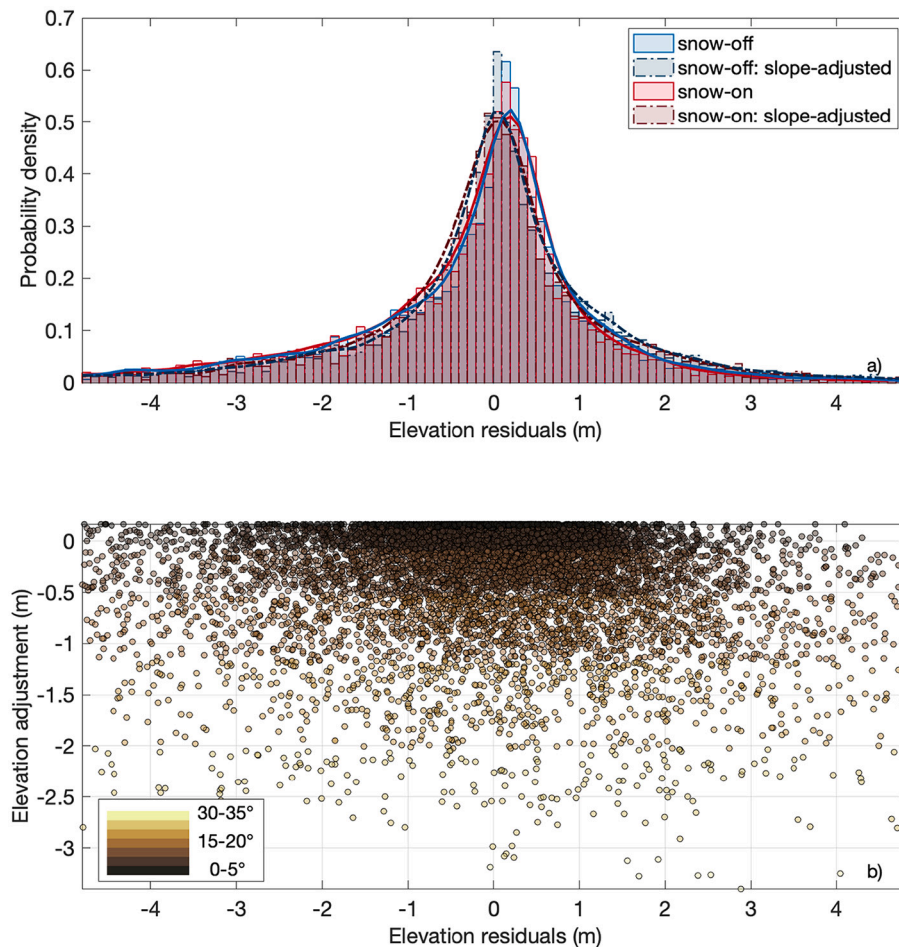 0.7
0.6
0.5
0.4
0.3
0.2
0.1
0
Probability density
snow-off
snow-off: slope-adjusted
snow-on
snow-on: slope-adjusted
a)
-4 -3 -2 -1 0 1 2 3 4
Elevation residuals (m)
0
-0.5
-1
-1.5
-2
-2.5
-3
Elevation adjustment (m)
30-35°
15-20°
0-5°
b)
-4 -3 -2 -1 0 1 2 3 4
Elevation residuals (m)